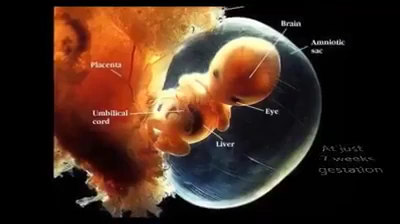 Brain
Amniotic
sac
Placenta
Umbilical
cord
Eye
Liver
At just
7 weeks
gestation